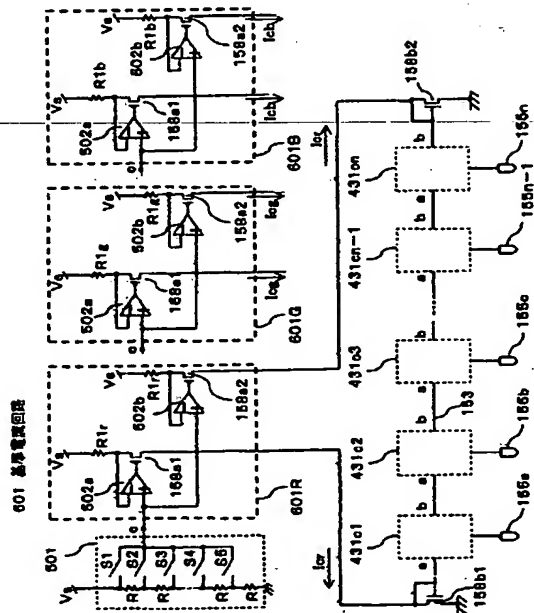 601 基準電流回路
501
Vs
R
R
R
R
R
S1
S2
S3
S4
S5
c
Vs
R1r
502a
158a1
Vs
R1r
502b
158a2
601R
c
Vs
R1g
502a
158a1
Vs
R1g
502b
158a2
Icg
Icg
601G
c
Vs
R1b
502a
158a1
Vs
R1b
502b
158a2
Icb
Icb
601B
Icr
Icr
158b1
a
431c1
b
a
431c2
b
153
a
431c3
b
a
431cn-1
b
a
431cn
b
158b2
155a
155b
155c
155n-1
155n